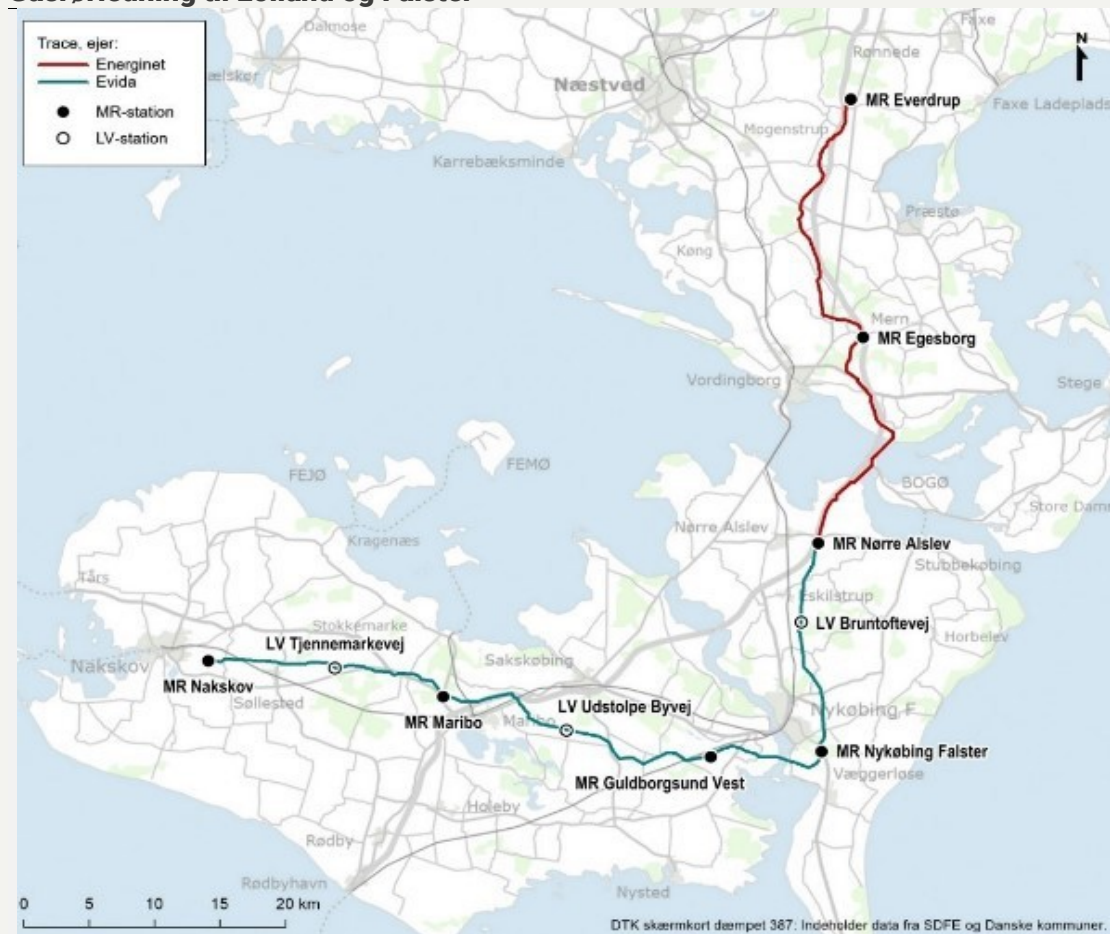 Dalmose
Rønnede
Faxe
N
Trace, ejer:
Energinet
Evida
MR-station
LV-station
Næstved
MR Everdrup
Faxe Ladeplads
Mogenstrup
Karrebæksminde
Præstø
Køng
Mern
MR Egesborg
Vordingborg
Stege
FEJØ
FEMØ
BOGØ
Store Dam
Nørre Alslev
Kragenæs
MR Nørre Alslev
Stubbekøbing
Tårs
Eskilstrup
Stokkemarke
LV Bruntoftevej
Horbelev
LV Tjennemarkevej
Sakskøbing
Nakskov
MR Nakskov
Søllested
LV Udstolpe Byvej
Nykøbing F
MR Maribo
Maribo
MR Nykøbing Falster
MR Guldborgsund Vest
Væggerløse
Holeby
Rødby
Rødbyhavn
Nysted
0 5 10 15 20 km
DTK skærmkort dæmpet 387: Indeholder data fra SDFE og Danske kommuner.